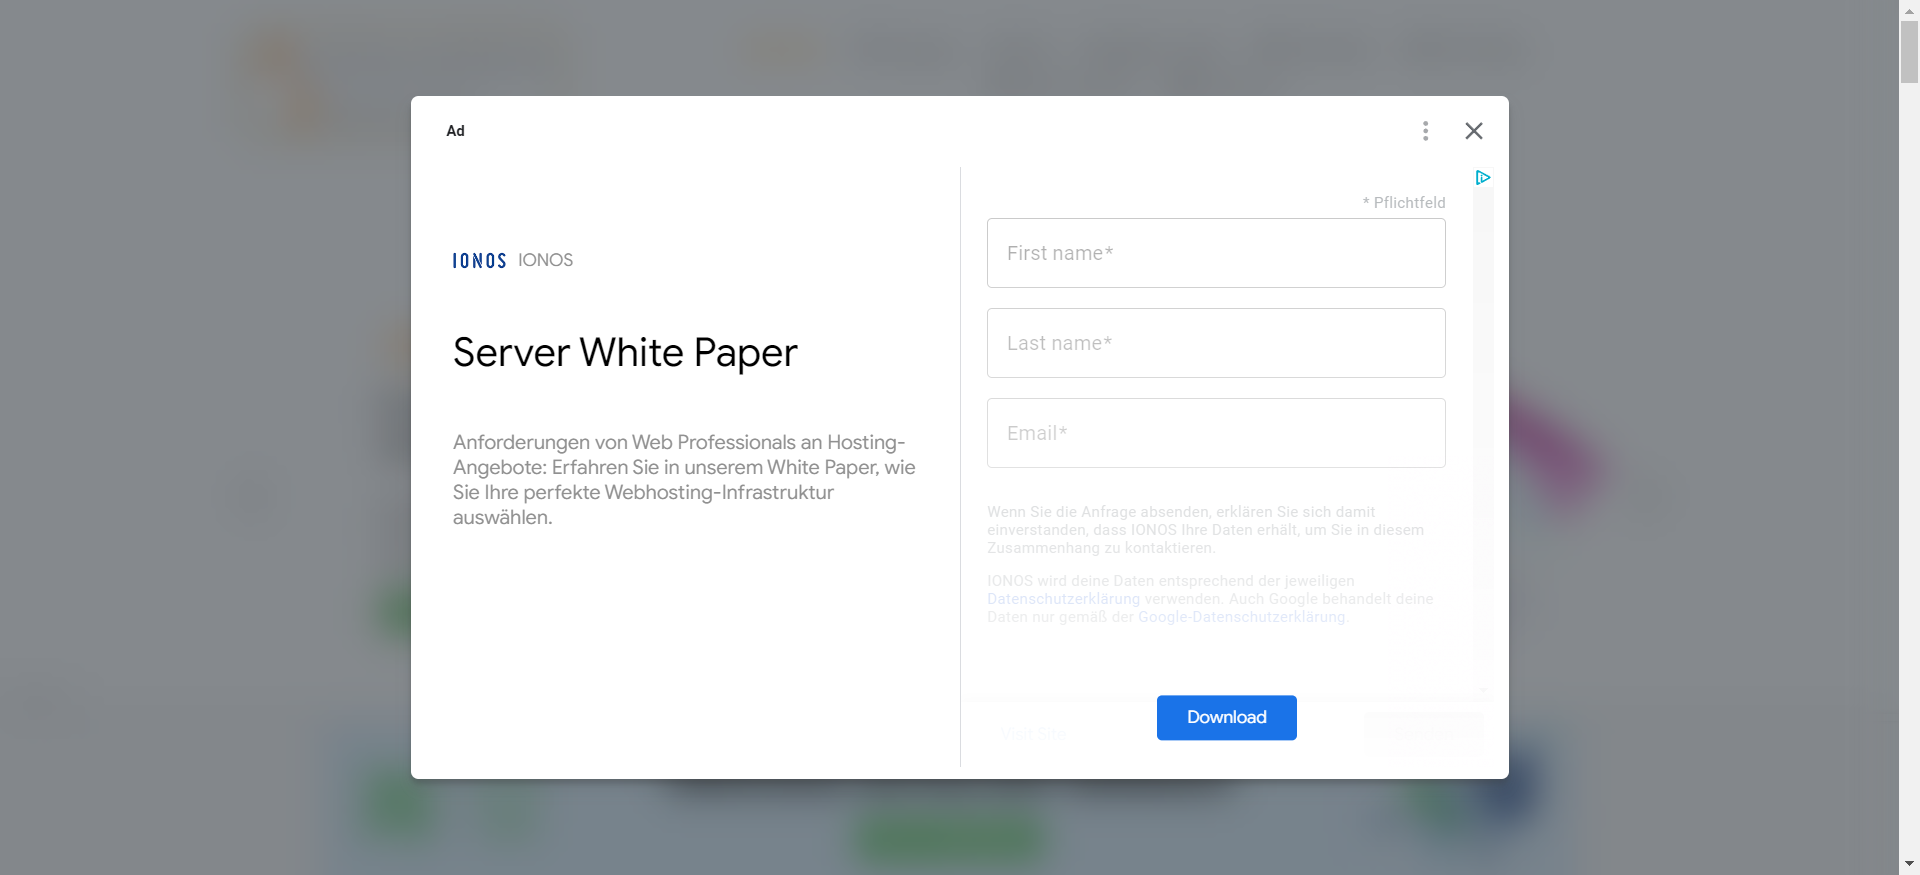 Ad
IONOS IONOS
Server White Paper
Anforderungen von Web Professionals an Hosting-
Angebote: Erfahren Sie in unserem White Paper, wie
Sie Ihre perfekte Webhosting-Infrastruktur
auswählen.
* Pflichtfeld
First name*
Last name*
Email*
Wenn Sie die Anfrage absenden, erklären Sie sich damit
einverstanden, dass IONOS Ihre Daten erhält, um Sie in diesem
Zusammenhang zu kontaktieren.
IONOS wird deine Daten entsprechend der jeweiligen
Datenschutzerklärung verwenden. Auch Google behandelt deine
Daten nur gemäß der Google-Datenschutzerklärung.
Visit Site
Download